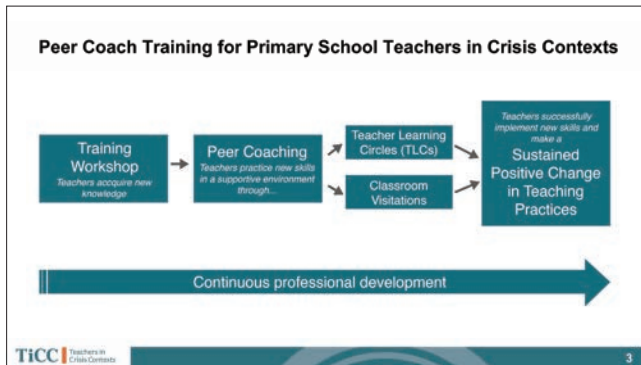 Peer Coach Training for Primary School Teachers in Crisis Contexts
Training
Workshop
Teachers accquire new
knowledge
Peer Coaching
Teachers practice new skills
in a supportive environment
through...
Teacher Learning
Circles (TLCs)
Classroom
Visitations
Teachers successfully
implement new skills and
make a
Sustained
Positive Change
in Teaching
Practices
Continuous professional development
TiCC Teachers in
Crisis Contexts
3